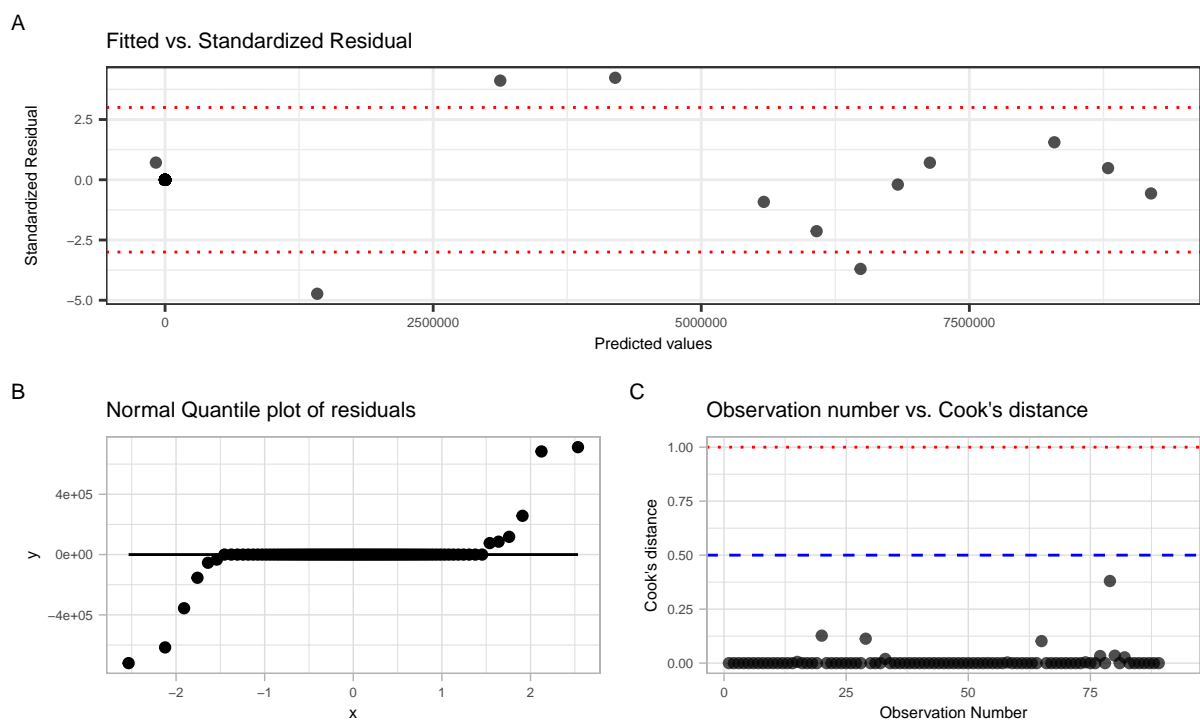 A
Fitted vs. Standardized Residual
Standardized Residual
2.5
0.0
−2.5
−5.0
0 2500000 5000000 7500000
Predicted values
B
Normal Quantile plot of residuals
y
4e+05
0e+00
−4e+05
−2 −1 0 1 2
x
C
Observation number vs. Cook's distance
Cook's distance
1.00
0.75
0.50
0.25
0.00
0 25 50 75
Observation Number